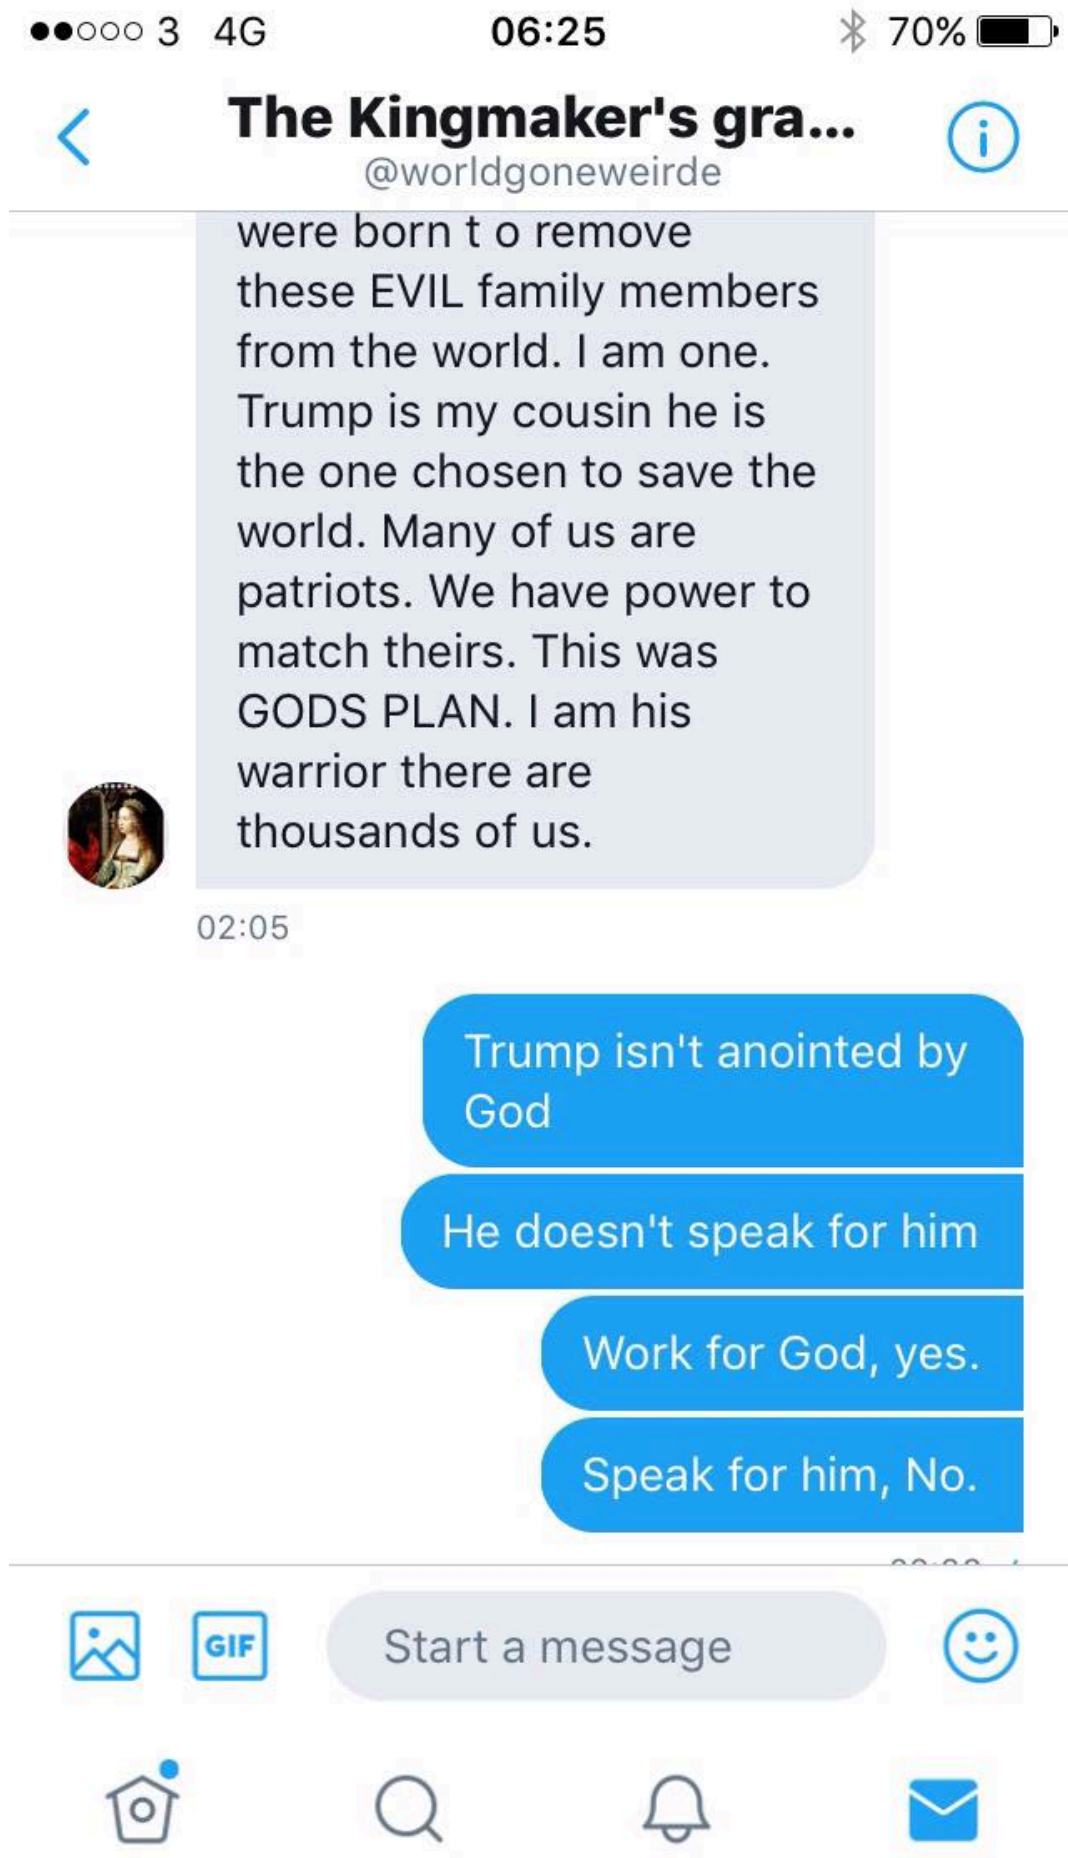 3 4G 06:25 70%
The Kingmaker's gra...
@worldgoneweirde
were born t o remove
these EVIL family members
from the world. I am one.
Trump is my cousin he is
the one chosen to save the
world. Many of us are
patriots. We have power to
match theirs. This was
GODS PLAN. I am his
warrior there are
thousands of us.
02:05
Trump isn't anointed by
God
He doesn't speak for him
Work for God, yes.
Speak for him, No.
GIF Start a message